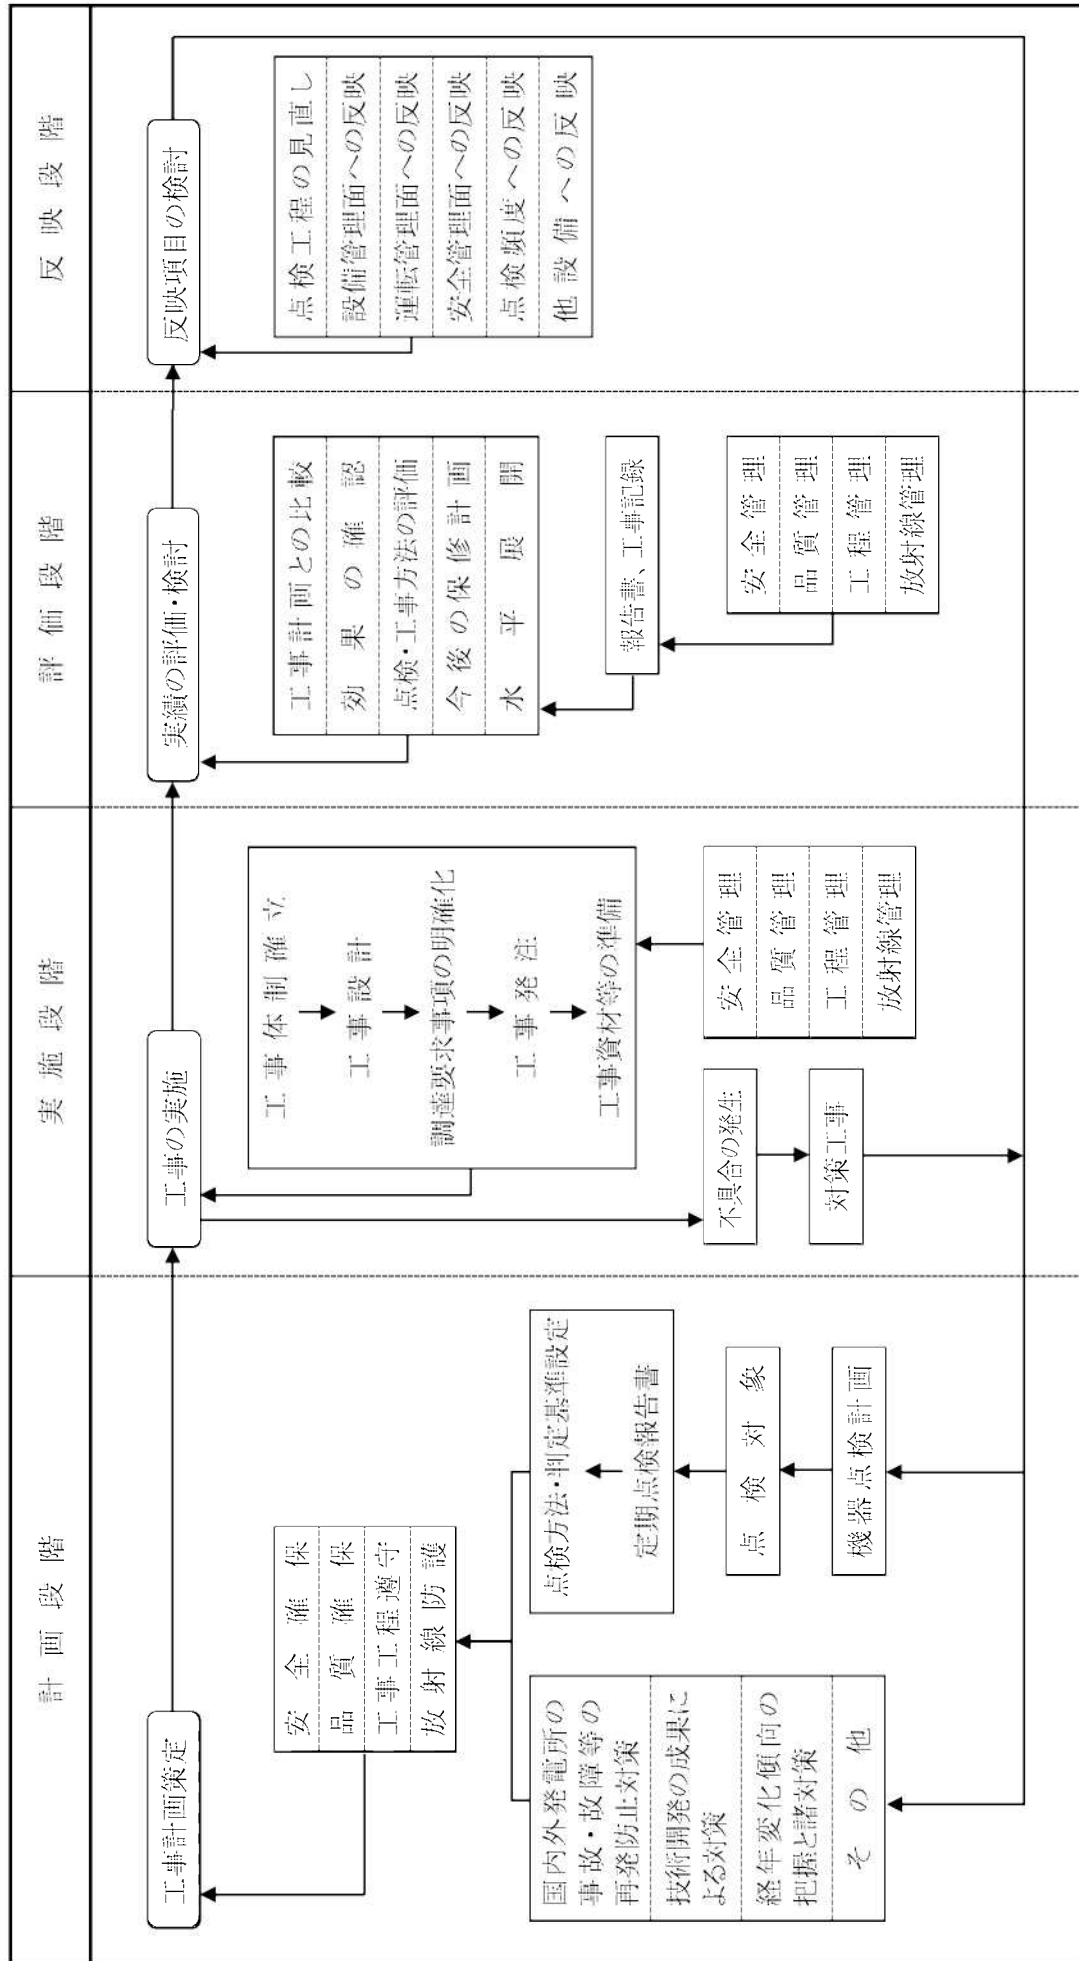 計画段階
実施段階
評価段階
反映段階
工事計画策定
安全確保
品質確保
工事工程遵守
放射線防護
国内外発電所の
事故・故障等の
再発防止対策
技術開発の成果に
よる対策
経年変化傾向の
把握と諸対策
その他
点検方法・判定基準設定
定期点検報告書
点検対象
機器点検計画
工事の実施
工事体制確立
工事設計
調達要求事項の明確化
工事発注
工事資材等の準備
不具合の発生
対策工事
安全管理
品質管理
工程管理
放射線管理
実績の評価・検討
工事計画との比較
効果の確認
点検・工事方法の評価
今後の保修計画
水平展開
報告書、工事記録
安全管理
品質管理
工程管理
放射線管理
反映項目の検討
点検工程の見直し
設備管理面への反映
運転管理面への反映
安全管理面への反映
点検頻度への反映
他設備への反映